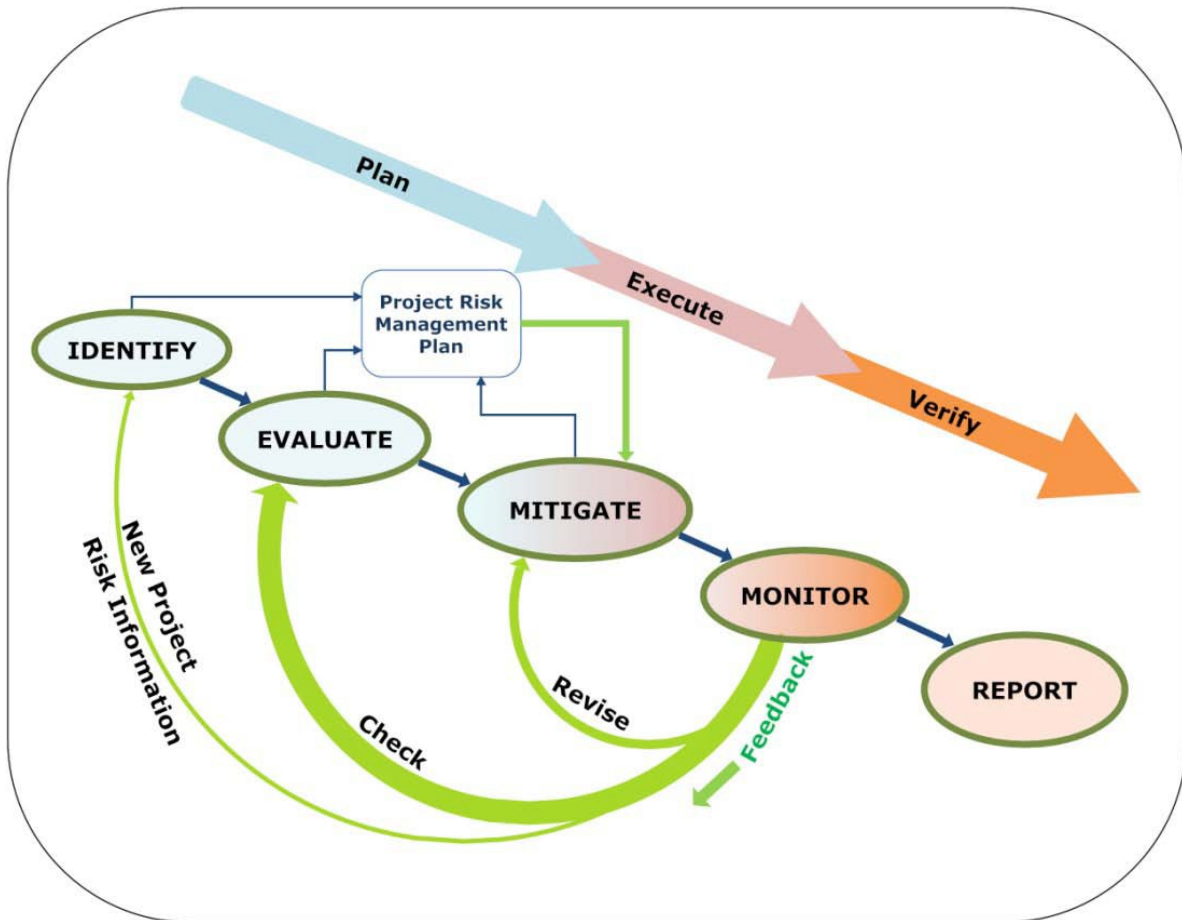 Plan
Execute
Verify
Project Risk
Management
Plan
IDENTIFY
EVALUATE
MITIGATE
MONITOR
REPORT
New Project
Risk Information
Check
Revise
Feedback